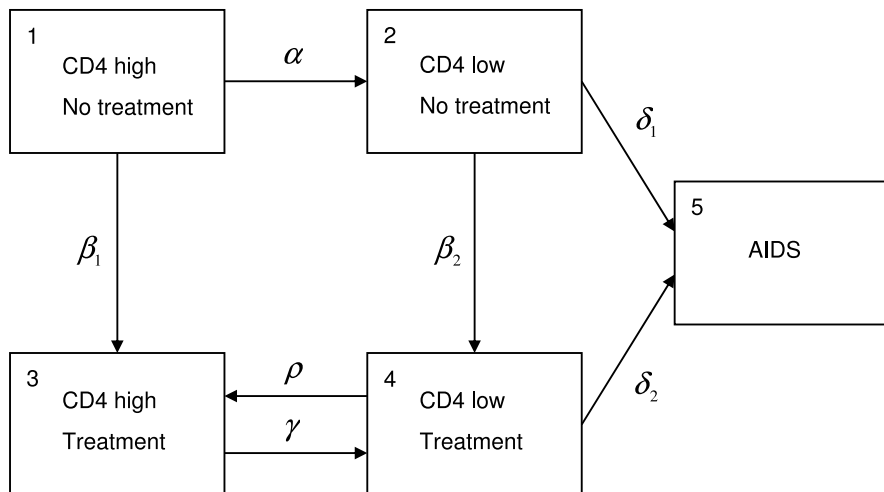 1
CD4 high
No treatment
α
2
CD4 low
No treatment
δ₁
5
AIDS
β₁
β₂
3
CD4 high
Treatment
ρ
γ
4
CD4 low
Treatment
δ₂